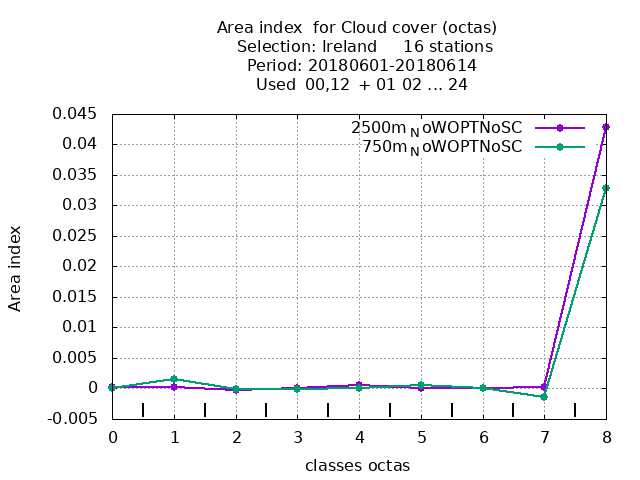 Area index  for Cloud cover (octas)
Selection: Ireland     16 stations
Period: 20180601-20180614
Used  00,12  + 01 02 ... 24
2500m_NoWOPTNoSC
750m_NoWOPTNoSC
0.045
0.04
0.035
0.03
0.025
0.02
0.015
0.01
0.005
0
-0.005
Area index
0 1 2 3 4 5 6 7 8
classes octas